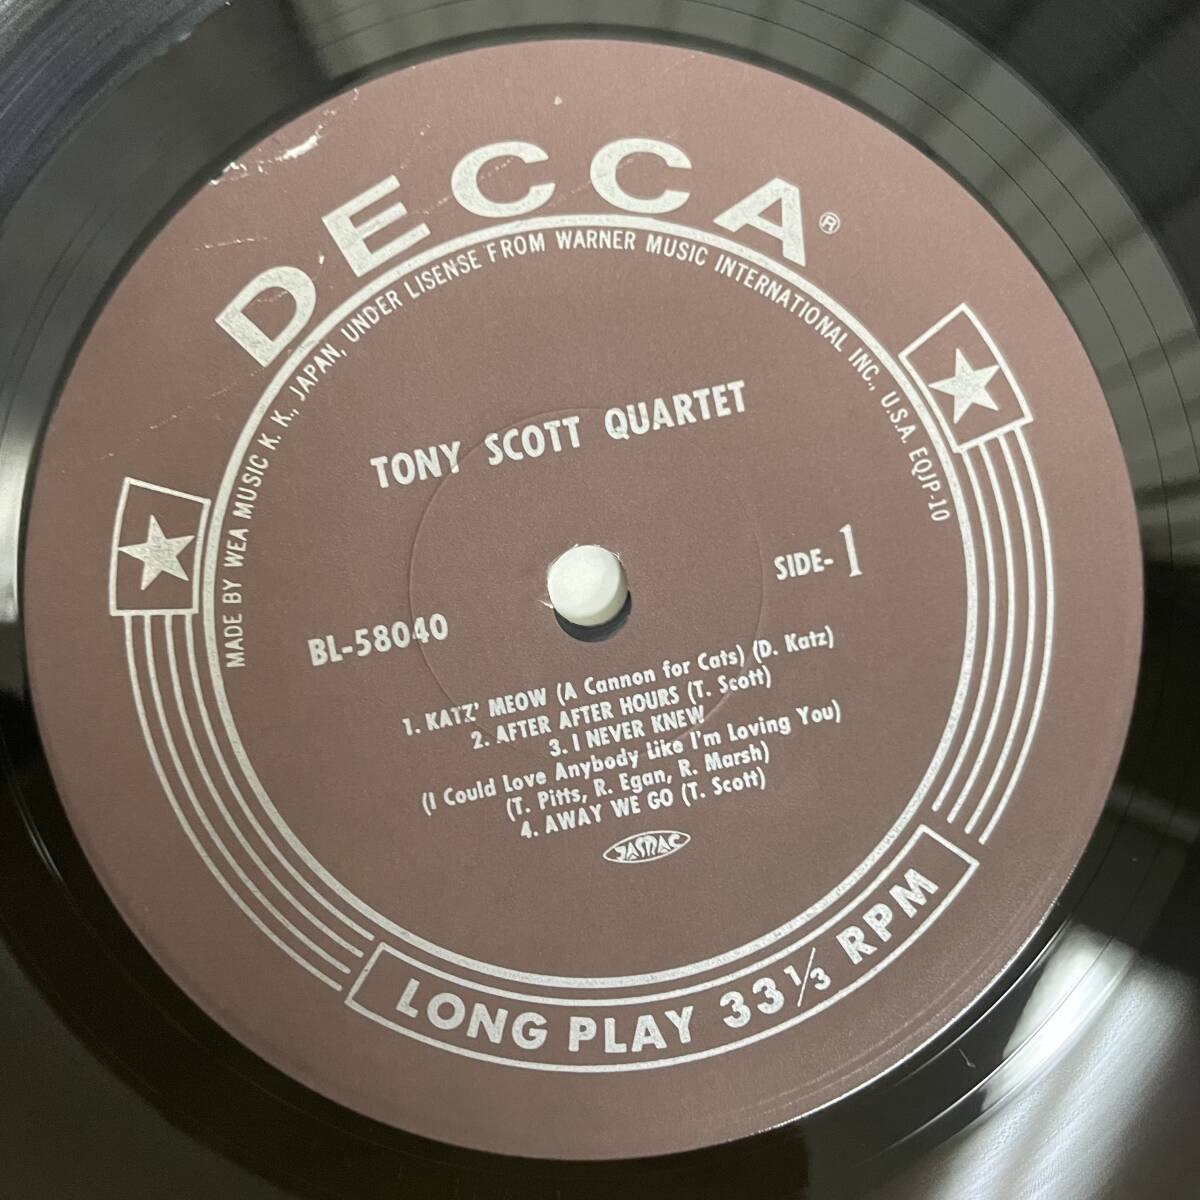 DECCA®
MADE BY WEA MUSIC K. K., JAPAN, UNDER LISENSE FROM WARNER MUSIC INTERNATIONAL INC., U.S.A. EQJP-10
TONY SCOTT QUARTET
SIDE-1
BL-58040
1. KATZ' MEOW (A Cannon for Cats) (D. Katz)
2. AFTER AFTER HOURS (T. Scott)
3. I NEVER KNEW
(I Could Love Anybody Like I'm Loving You)
(T. Pitts, R. Egan, R. Marsh)
4. AWAY WE GO (T. Scott)
JASRAC
LONG PLAY 33 1/3 RPM